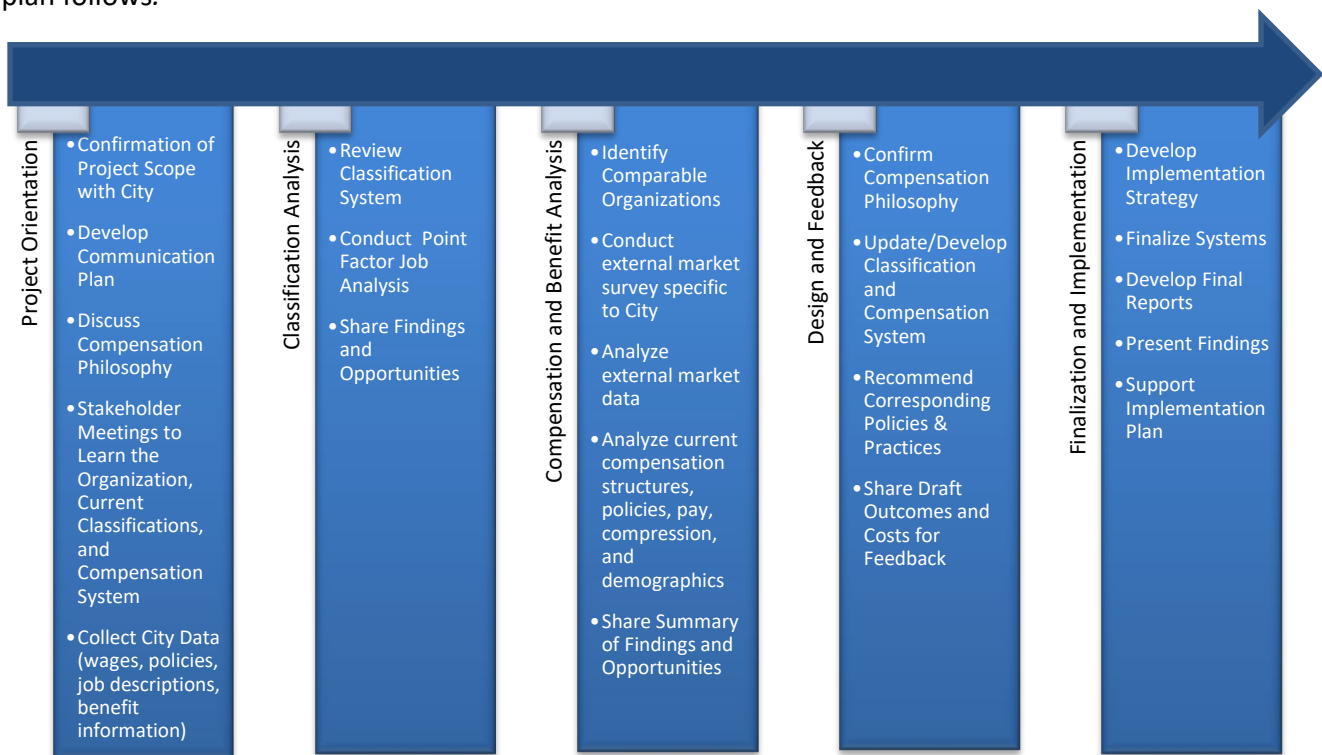 plan follows.
Project Orientation
•Confirmation of
Project Scope
with City
•Develop
Communication
Plan
•Discuss
Compensation
Philosophy
•Stakeholder
Meetings to
Learn the
Organization,
Current
Classifications,
and
Compensation
System
•Collect City Data
(wages, policies,
job descriptions,
benefit
information)
Classification Analysis
•Review
Classification
System
•Conduct Point
Factor Job
Analysis
•Share Findings
and
Opportunities
Compensation and Benefit Analysis
•Identify
Comparable
Organizations
•Conduct
external market
survey specific
to City
•Analyze
external market
data
•Analyze current
compensation
structures,
policies, pay,
compression,
and
demographics
•Share Summary
of Findings and
Opportunities
Design and Feedback
•Confirm
Compensation
Philosophy
•Update/Develop
Classification
and
Compensation
System
•Recommend
Corresponding
Policies &
Practices
•Share Draft
Outcomes and
Costs for
Feedback
Finalization and Implementation
•Develop
Implementation
Strategy
•Finalize Systems
•Develop Final
Reports
•Present Findings
•Support
Implementation
Plan